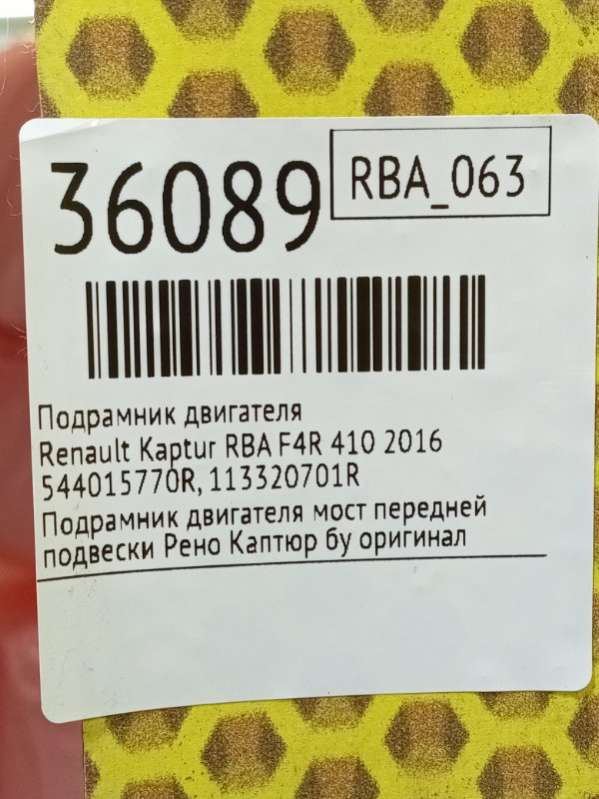 36089
RBA_063
Подрамник двигателя
Renault Kaptur RBA F4R 410 2016
544015770R, 113320701R
Подрамник двигателя мост передней
подвески Рено Каптюр бу оригинал